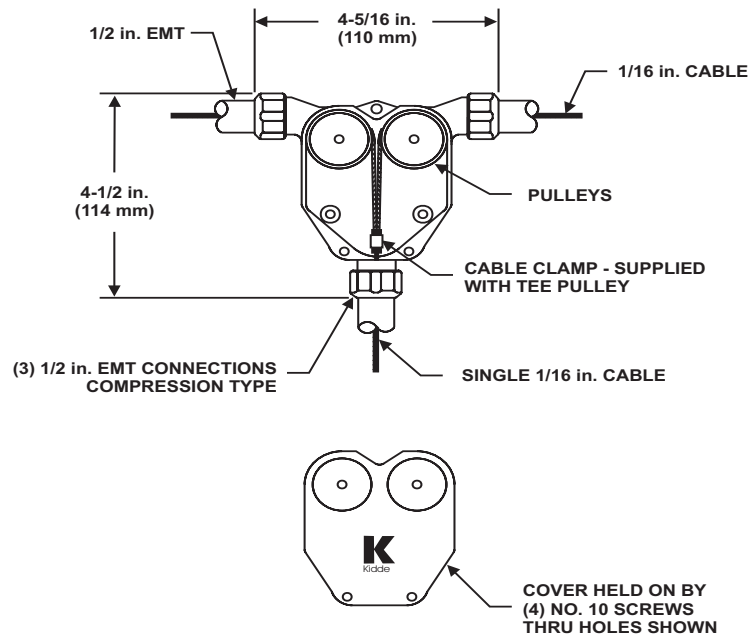 1/2 in. EMT
4-5/16 in.
(110 mm)
1/16 in. CABLE
4-1/2 in.
(114 mm)
PULLEYS
CABLE CLAMP - SUPPLIED
WITH TEE PULLEY
(3) 1/2 in. EMT CONNECTIONS
COMPRESSION TYPE
SINGLE 1/16 in. CABLE
K
Kidde
COVER HELD ON BY
(4) NO. 10 SCREWS
THRU HOLES SHOWN